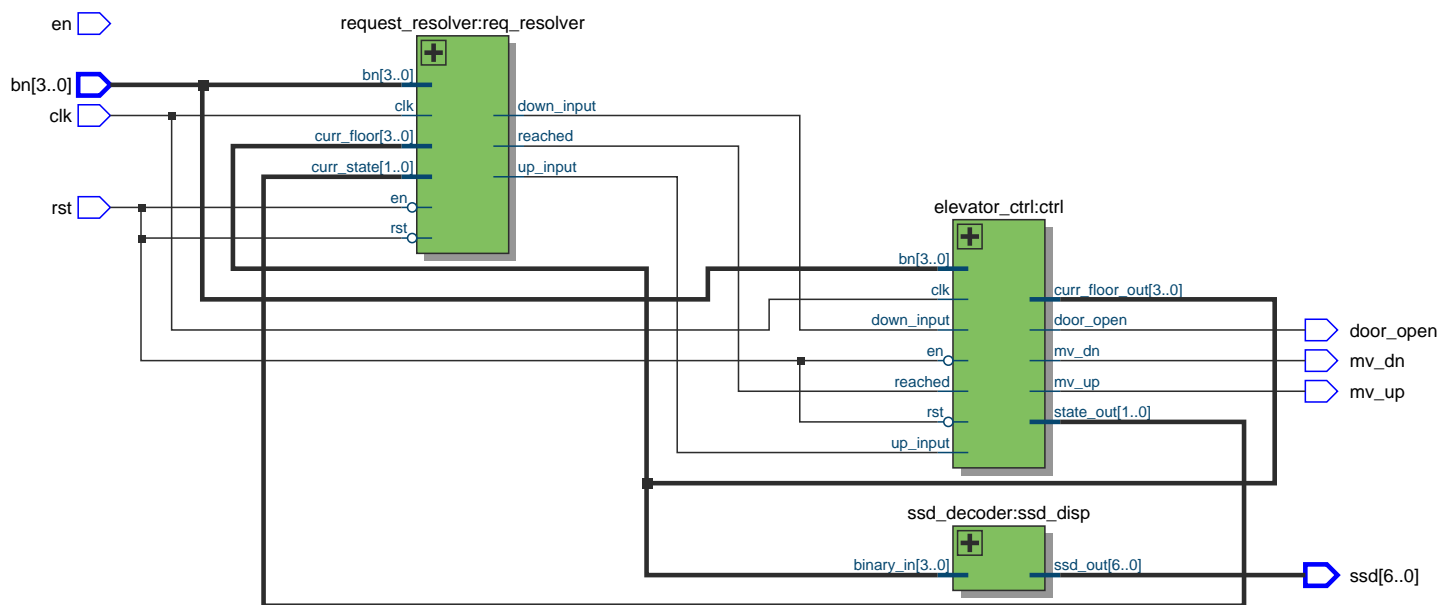 en
bn[3..0]
clk
rst
request_resolver:req_resolver
bn[3..0]
clk
curr_floor[3..0]
curr_state[1..0]
en
rst
down_input
reached
up_input
elevator_ctrl:ctrl
bn[3..0]
clk
down_input
en
reached
rst
up_input
curr_floor_out[3..0]
door_open
mv_dn
mv_up
state_out[1..0]
door_open
mv_dn
mv_up
ssd_decoder:ssd_disp
binary_in[3..0]
ssd_out[6..0]
ssd[6..0]